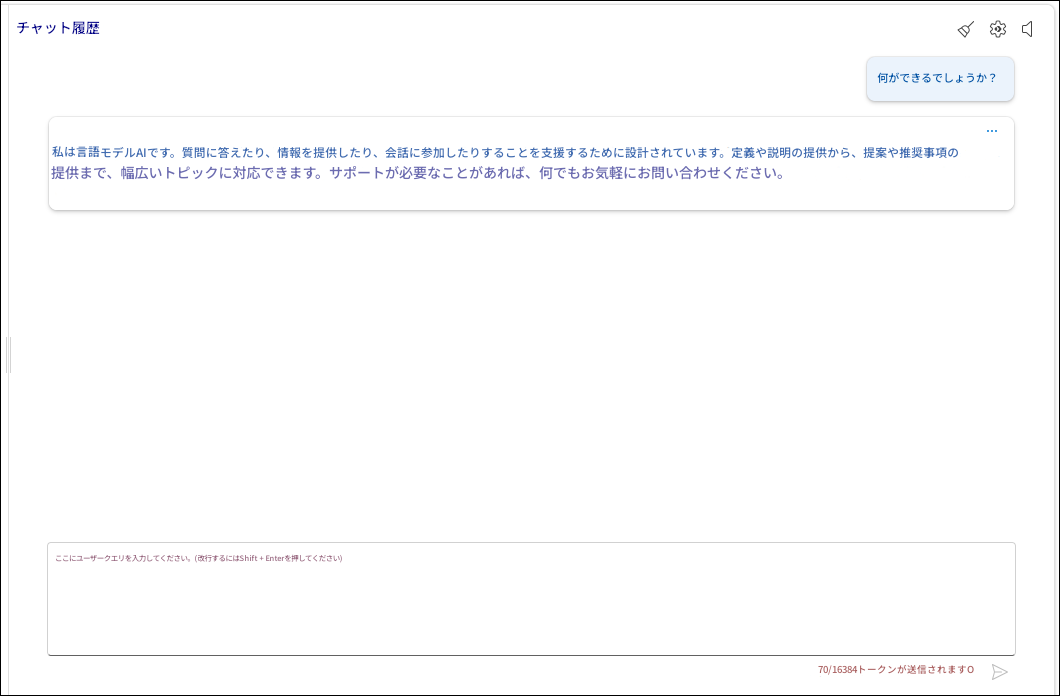 チャット履歴
何ができるでしょうか？
私は言語モデルAIです。質問に答えたり、情報を提供したり、会話に参加したりすることを支援するために設計されています。定義や説明の提供から、提案や推奨事項の
提供まで、幅広いトピックに対応できます。サポートが必要なことがあれば、何でもお気軽にお問い合わせください。
ここにユーザークエリを入力してください。(改行するにはShift + Enterを押してください)
70/16384トークンが送信されますO